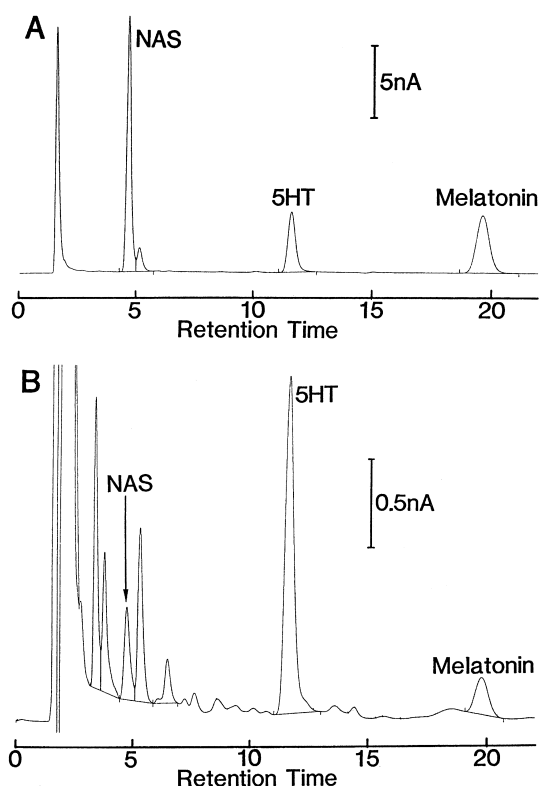 A
NAS
5nA
5HT
Melatonin
0 5 10 15 20
Retention Time
B
5HT
NAS
0.5nA
Melatonin
0 5 10 15 20
Retention Time